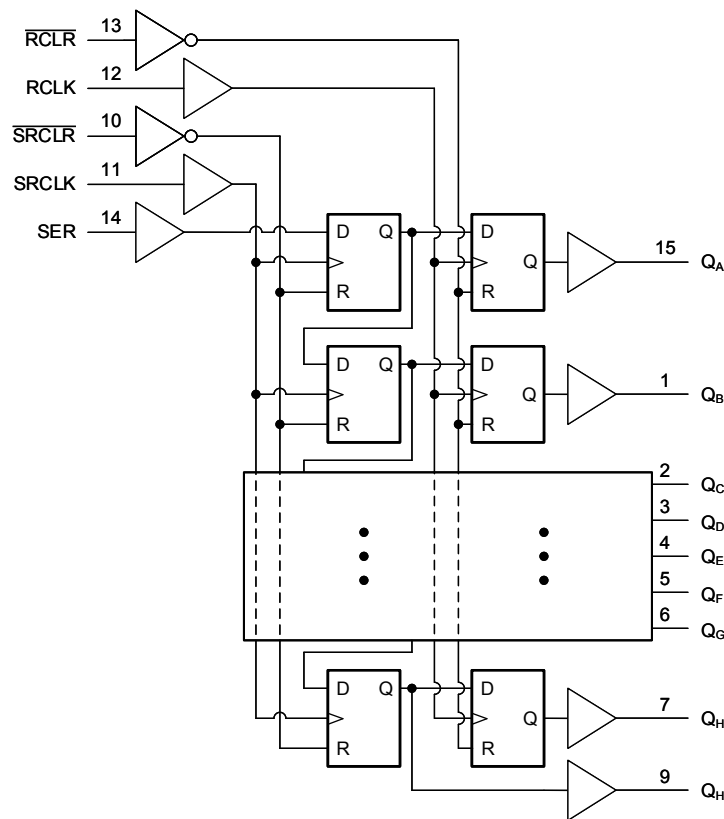 RCLR 13
RCLK 12
SRCLR 10
SRCLK 11
SER 14
D Q
R
D
Q
R
15 QA
D Q
R
D
Q
R
1 QB
2 QC
3 QD
4 QE
5 QF
6 QG
D Q
R
D
Q
R
7 QH
9 QH